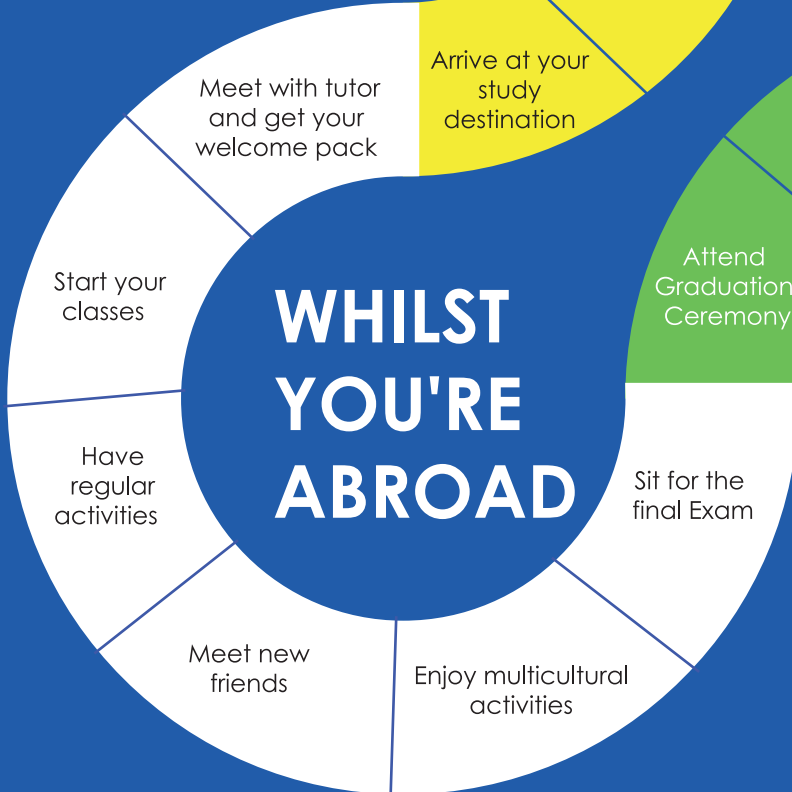 Arrive at your
study
destination
Meet with tutor
and get your
welcome pack
Start your
classes
Have
regular
activities
Meet new
friends
Enjoy multicultural
activities
Sit for the
final Exam
Attend
Graduation
Ceremony
WHILST
YOU'RE
ABROAD